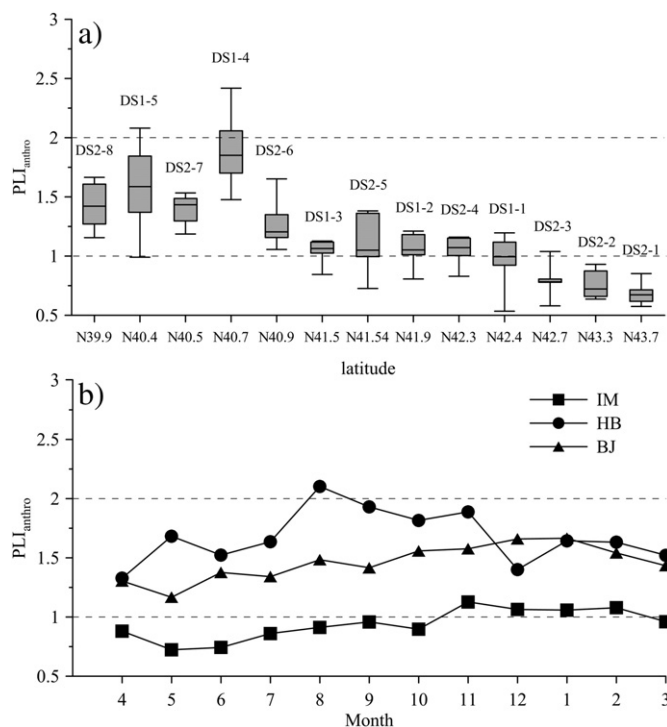 a)
3
2.5
2
1.5
1
0.5
PLIanthro
DS2-8
DS1-5
DS2-7
DS1-4
DS2-6
DS1-3
DS2-5
DS1-2
DS2-4
DS1-1
DS2-3
DS2-2
DS2-1
N39.9 N40.4 N40.5 N40.7 N40.9 N41.5 N41.54 N41.9 N42.3 N42.4 N42.7 N43.3 N43.7
latitude
b)
3
2.5
2
1.5
1
0.5
PLIanthro
IM
HB
BJ
4 5 6 7 8 9 10 11 12 1 2 3
Month